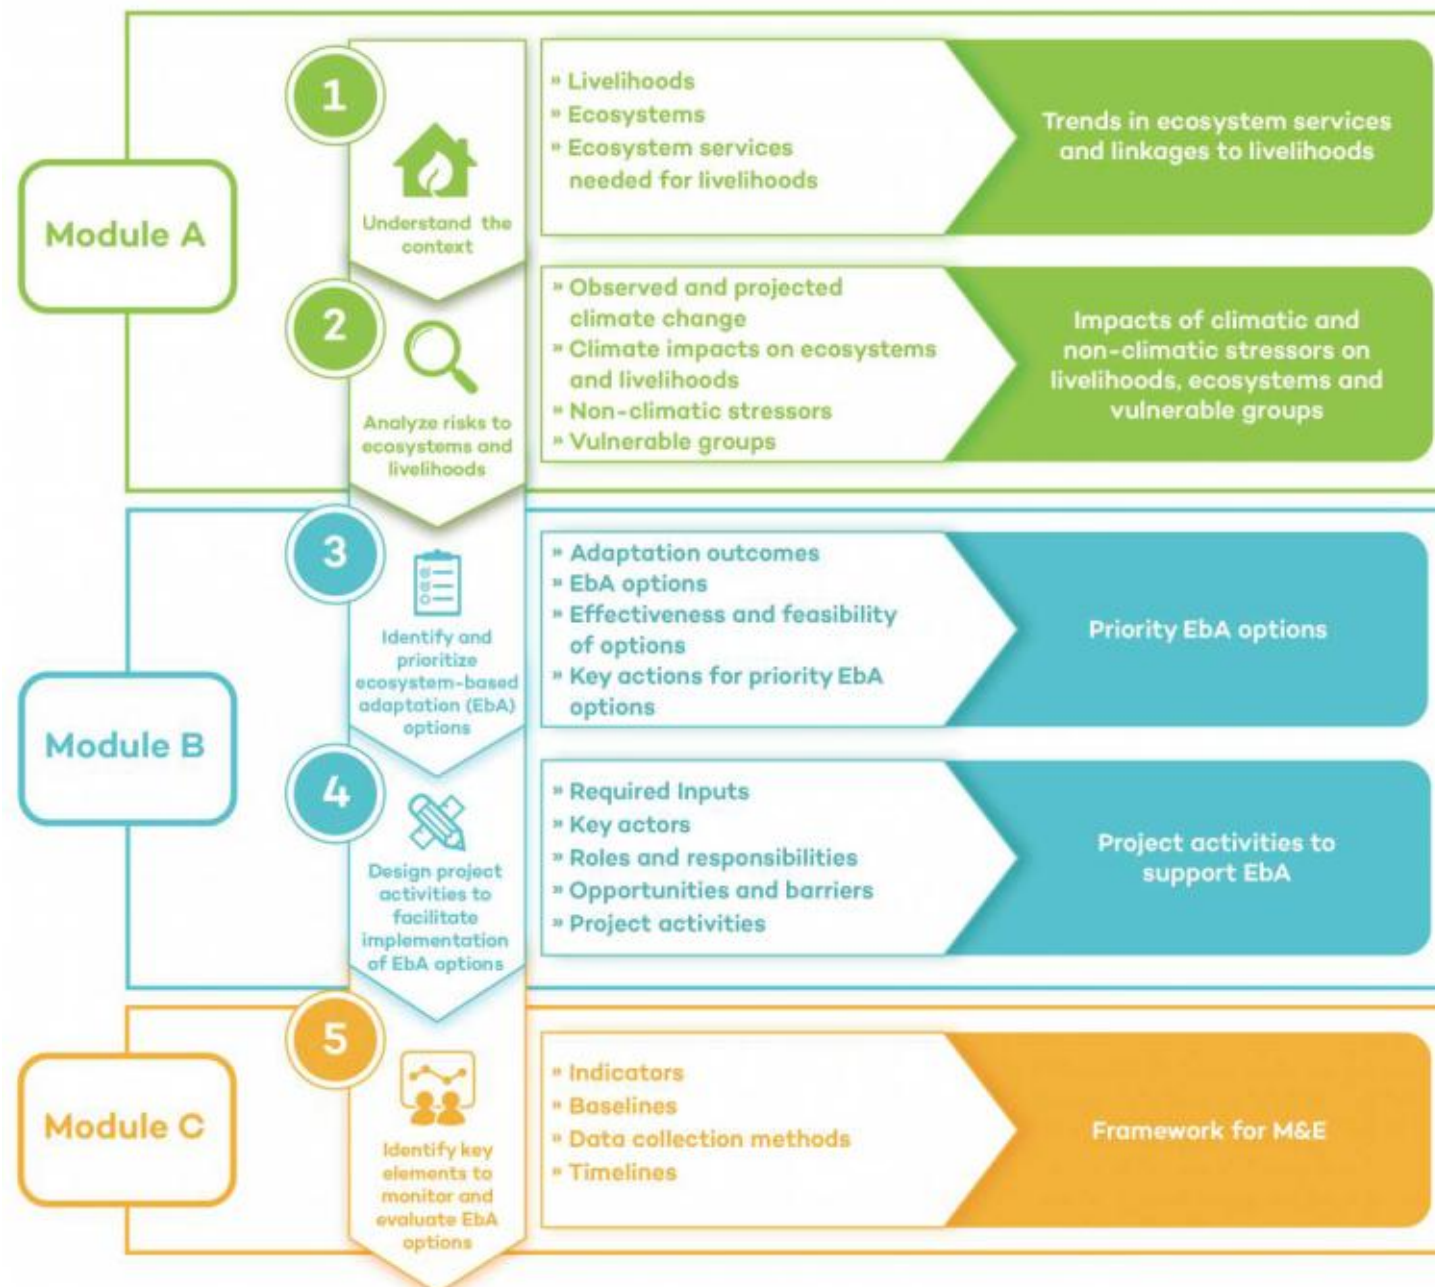 Module A
1
Understand the
context
» Livelihoods
» Ecosystems
» Ecosystem services
needed for livelihoods
Trends in ecosystem services
and linkages to livelihoods
2
Analyze risks to
ecosystems and
livelihoods
» Observed and projected
climate change
» Climate impacts on ecosystems
and livelihoods
» Non-climatic stressors
» Vulnerable groups
Impacts of climatic and
non-climatic stressors on
livelihoods, ecosystems and
vulnerable groups
Module B
3
Identify and
prioritize
ecosystem-based
adaptation (EbA)
options
» Adaptation outcomes
» EbA options
» Effectiveness and feasibility
of options
» Key actions for priority EbA
options
Priority EbA options
4
Design project
activities to
facilitate
implementation
of EbA options
» Required Inputs
» Key actors
» Roles and responsibilities
» Opportunities and barriers
» Project activities
Project activities to
support EbA
Module C
5
Identify key
elements to
monitor and
evaluate EbA
options
» Indicators
» Baselines
» Data collection methods
» Timelines
Framework for M&E